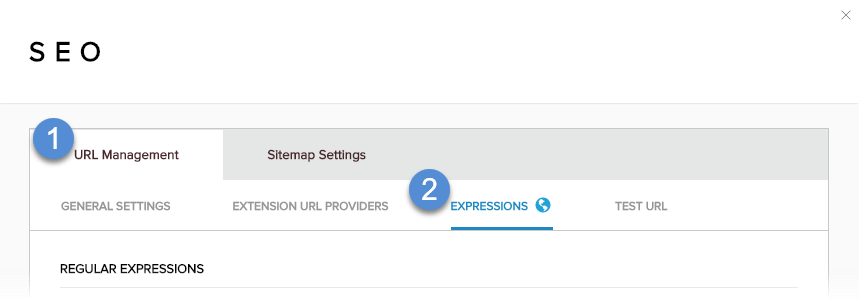 SEO
1 URL Management Sitemap Settings
GENERAL SETTINGS EXTENSION URL PROVIDERS 2 EXPRESSIONS TEST URL
REGULAR EXPRESSIONS